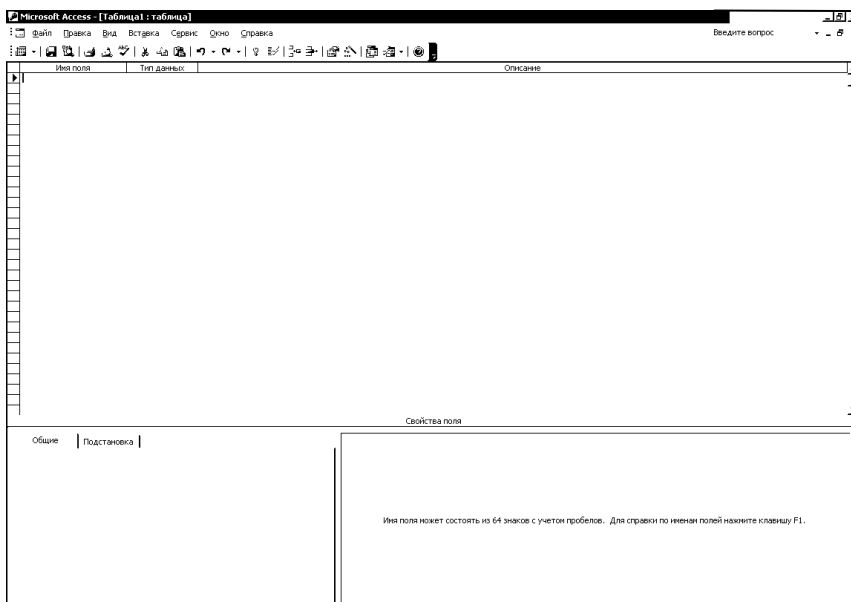 Microsoft Access - [Таблица1 : таблица]
Файл Правка Вид Вставка Сервис Окно Справка Введите вопрос
Имя поля Тип данных Описание
Свойства поля
Общие Подстановка
Имя поля может состоять из 64 знаков с учетом пробелов. Для справки по именам полей нажмите клавишу F1.